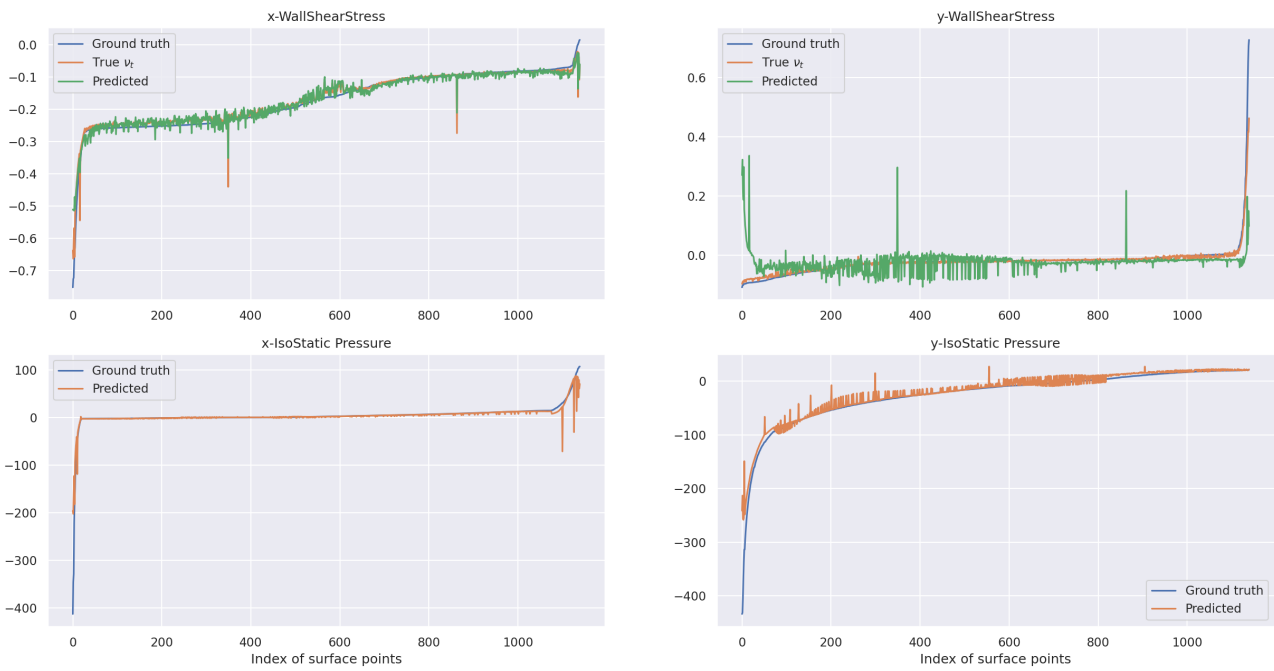 x-WallShearStress
Ground truth
True νt
Predicted
0.0
−0.1
−0.2
−0.3
−0.4
−0.5
−0.6
−0.7
0 200 400 600 800 1000
y-WallShearStress
Ground truth
True νt
Predicted
0.6
0.4
0.2
0.0
0 200 400 600 800 1000
x-IsoStatic Pressure
Ground truth
Predicted
100
0
−100
−200
−300
−400
0 200 400 600 800 1000
Index of surface points
y-IsoStatic Pressure
0
−100
−200
−300
−400
Ground truth
Predicted
0 200 400 600 800 1000
Index of surface points